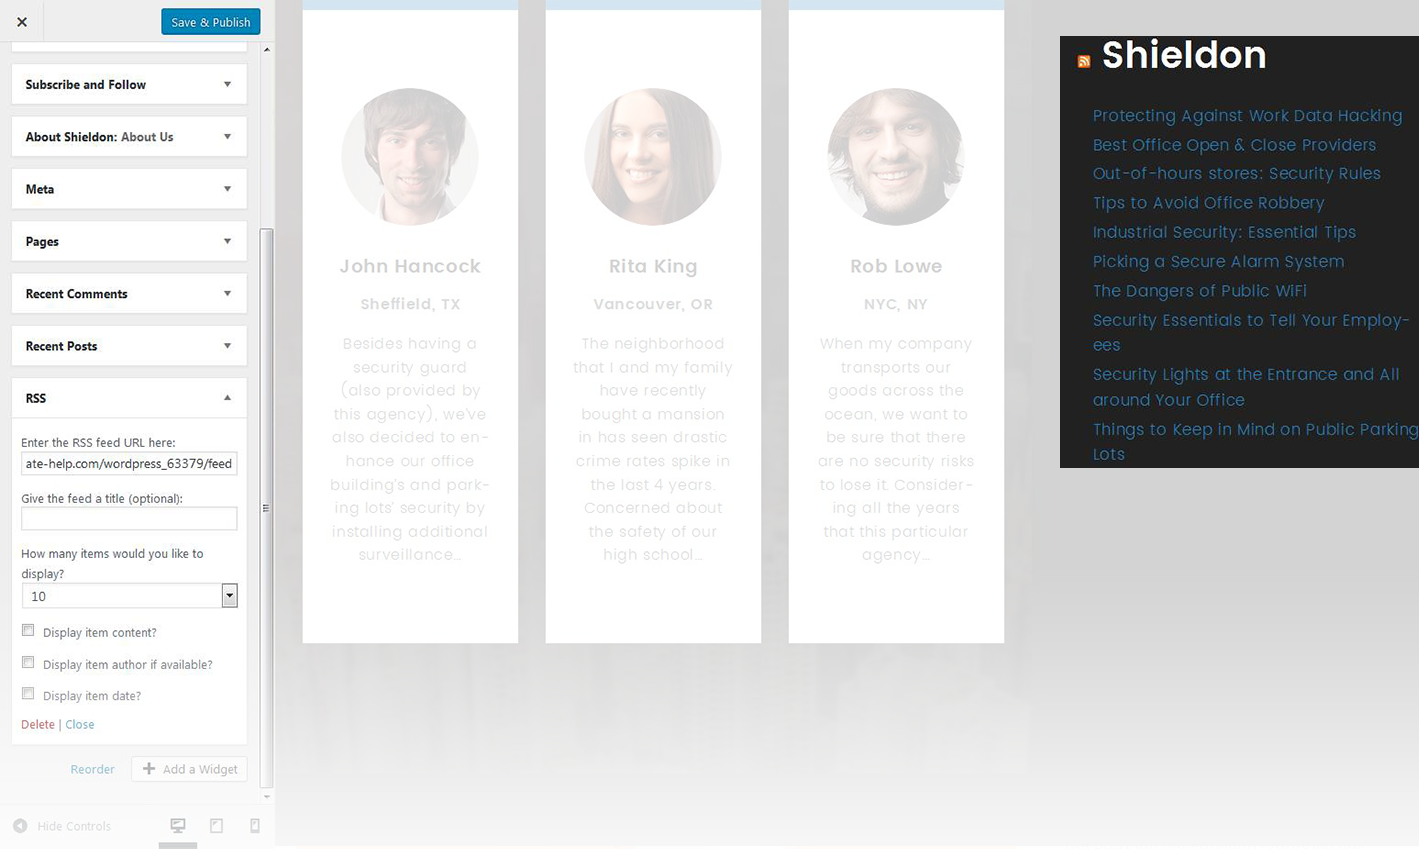 Save & Publish
Subscribe and Follow
About Shieldon: About Us
Meta
Pages
Recent Comments
Recent Posts
RSS
Enter the RSS feed URL here:
ate-help.com/wordpress_63379/feed
Give the feed a title (optional):
How many items would you like to
display?
10
Display item content?
Display item author if available?
Display item date?
Delete | Close
Reorder
Add a Widget
Hide Controls
John Hancock
Sheffield, TX
Besides having a
security guard
(also provided by
this agency), we've
also decided to en-
hance our office
building's and park-
ing lots' security by
installing additional
surveillance...
Rita King
Vancouver, OR
The neighborhood
that I and my family
have recently
bought a mansion
in has seen drastic
crime rates spike in
the last 4 years.
Concerned about
the safety of our
high school...
Rob Lowe
NYC, NY
When my company
transports our
goods across the
ocean, we want to
be sure that there
are no security risks
to lose it. Consider-
ing all the years
that this particular
agency...
Shieldon
Protecting Against Work Data Hacking
Best Office Open & Close Providers
Out-of-hours stores: Security Rules
Tips to Avoid Office Robbery
Industrial Security: Essential Tips
Picking a Secure Alarm System
The Dangers of Public WiFi
Security Essentials to Tell Your Employ-
ees
Security Lights at the Entrance and All
around Your Office
Things to Keep in Mind on Public Parking
Lots